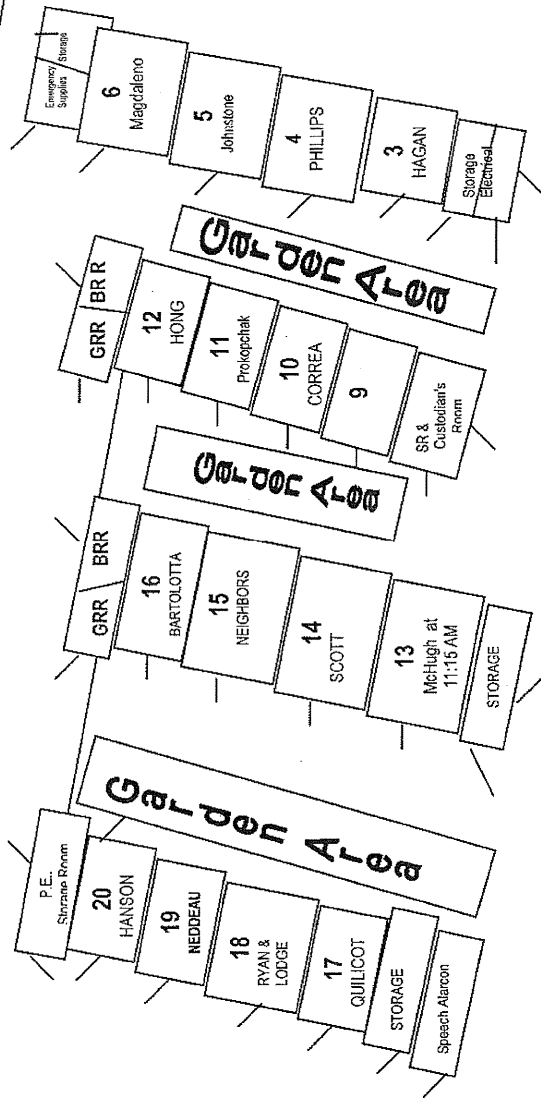 Emergency
Supplies
Storage
6
Magdaleno
5
Johnstone
4
PHILLIPS
3
HAGAN
Storage
Electrical
Garden Area
GRR
BR R
12
HONG
11
Prokopchak
10
CORREA
9
SR &
Custodian's
Room
Garden Area
GRR
BRR
16
BARTOLOTTA
15
NEIGHBORS
14
SCOTT
13
McHugh at
11:15 AM
STORAGE
Garden Area
P.E..
Storage Room
20
HANSON
19
NEDDEAU
18
RYAN &
LODGE
17
QUILICOT
STORAGE
Speech Alarcon